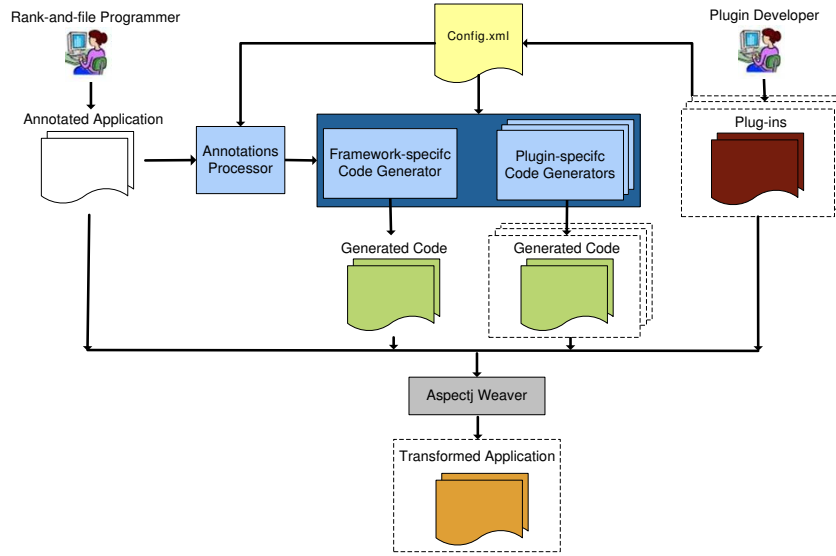 Rank-and-file Programmer
Config.xml
Plugin Developer
Annotated Application
Annotations
Processor
Framework-specifc
Code Generator
Plugin-specifc
Code Generators
Plug-ins
Generated Code
Generated Code
Aspectj Weaver
Transformed Application